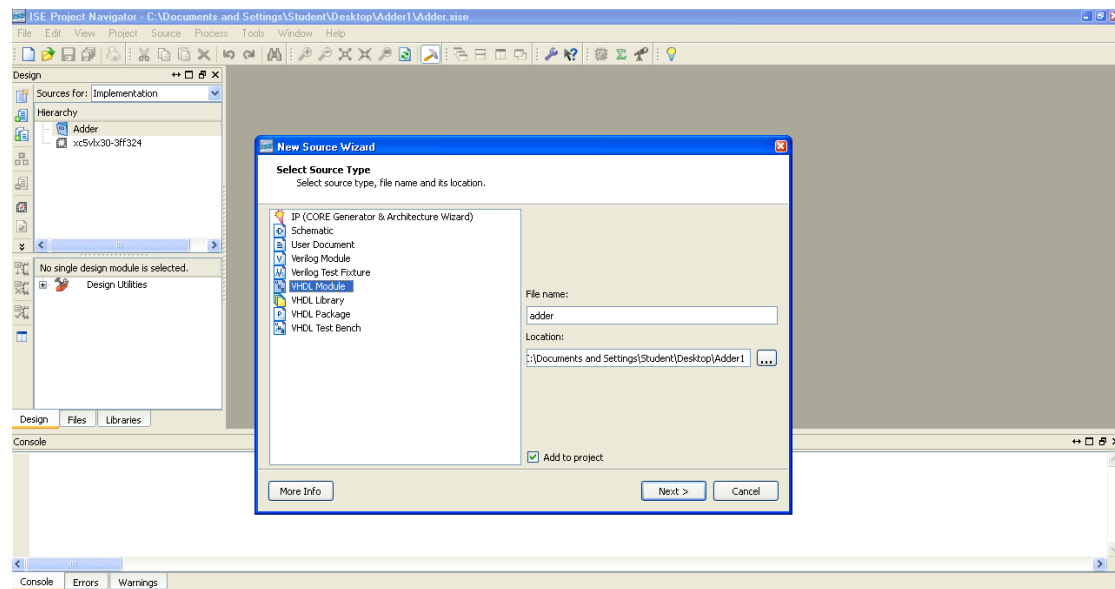 ISE Project Navigator - C:\Documents and Settings\Student\Desktop\Adder1\Adder.xise
File Edit View Project Source Process Tools Window Help
Design
Sources for: Implementation
Hierarchy
Adder
xc5vlx30-3ff324
No single design module is selected.
Design Utilities
Design Files Libraries
New Source Wizard
Select Source Type
Select source type, file name and its location.
IP (CORE Generator & Architecture Wizard)
Schematic
User Document
Verilog Module
Verilog Test Fixture
VHDL Module
VHDL Library
VHDL Package
VHDL Test Bench
File name:
adder
Location:
:\Documents and Settings\Student\Desktop\Adder1
...
Add to project
More Info
Next >
Cancel
Console
Console Errors Warnings